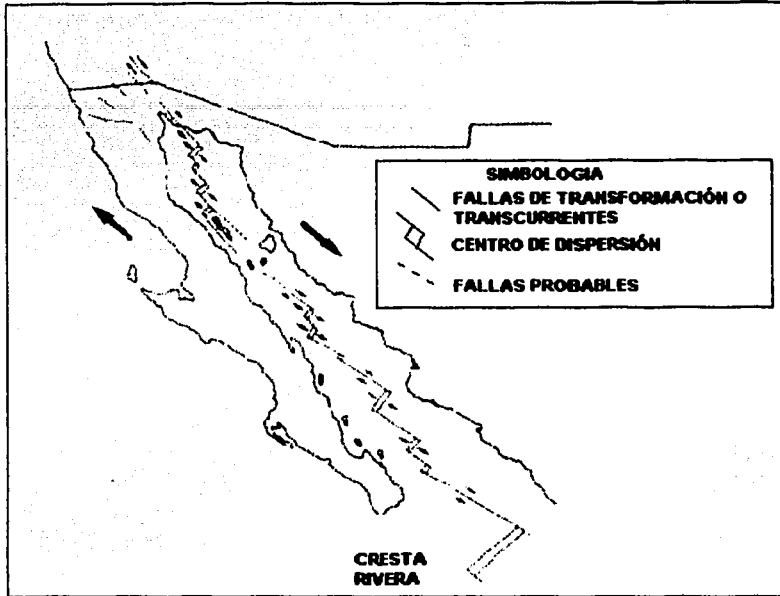 SIMBOLOGIA
FALLAS DE TRANSFORMACIÓN O
TRANSCURRENTES
CENTRO DE DISPERSIÓN
FALLAS PROBABLES
CRESTA
RIVERA